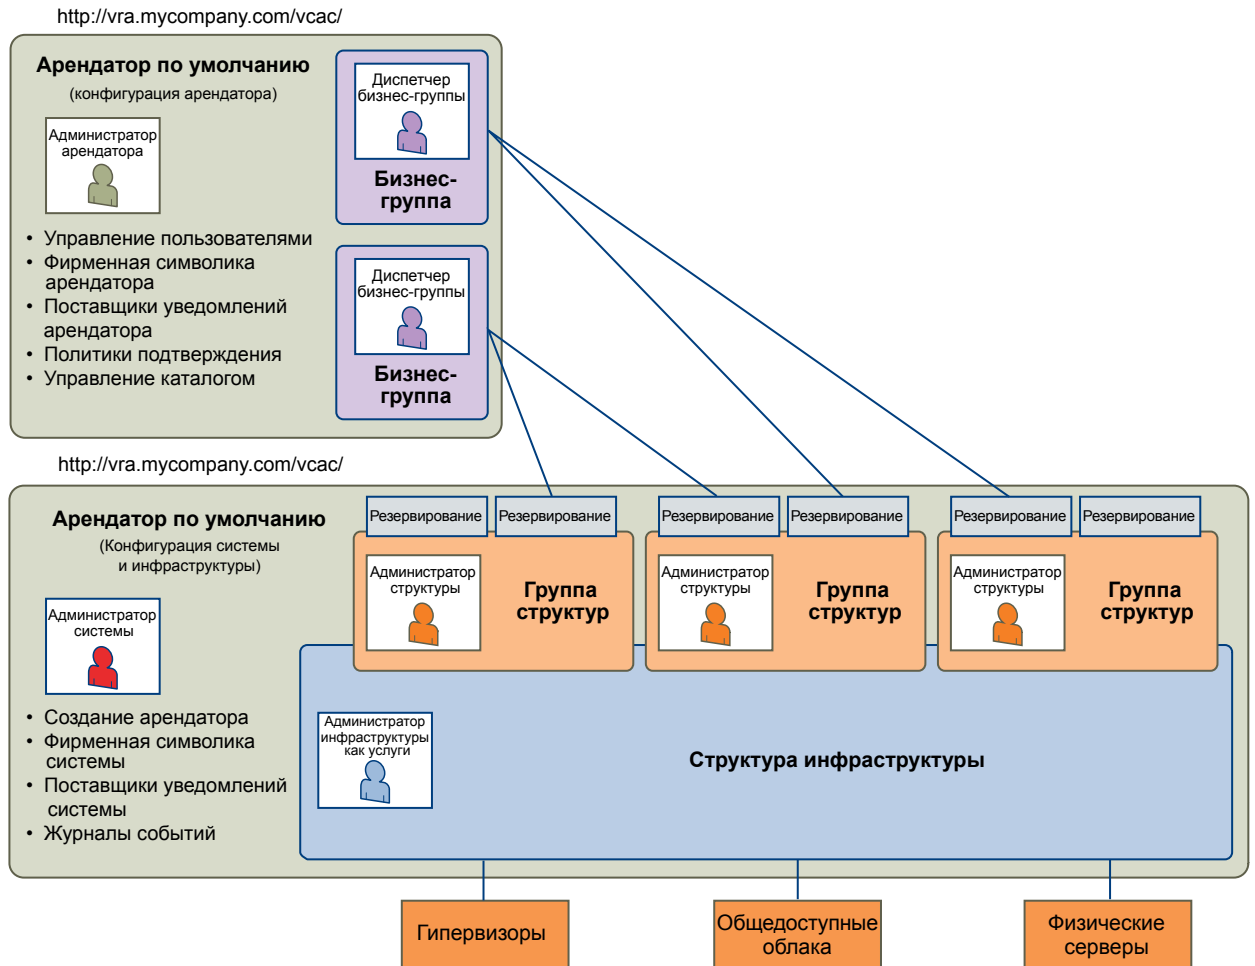 http://vra.mycompany.com/vcac/
Арендатор по умолчанию
(конфигурация арендатора)
Администратор
арендатора
• Управление пользователями
• Фирменная символика
арендатора
• Поставщики уведомлений
арендатора
• Политики подтверждения
• Управление каталогом
Диспетчер
бизнес-группы
Бизнес-
группа
Диспетчер
бизнес-группы
Бизнес-
группа
http://vra.mycompany.com/vcac/
Арендатор по умолчанию
(Конфигурация системы
и инфраструктуры)
Администратор
системы
• Создание арендатора
• Фирменная символика
системы
• Поставщики уведомлений
системы
• Журналы событий
Резервирование
Резервирование
Администратор
структуры
Группа
структур
Резервирование
Резервирование
Администратор
структуры
Группа
структур
Резервирование
Резервирование
Администратор
структуры
Группа
структур
Администратор
инфраструктуры
как услуги
Структура инфраструктуры
Гипервизоры
Общедоступные
облака
Физические
серверы